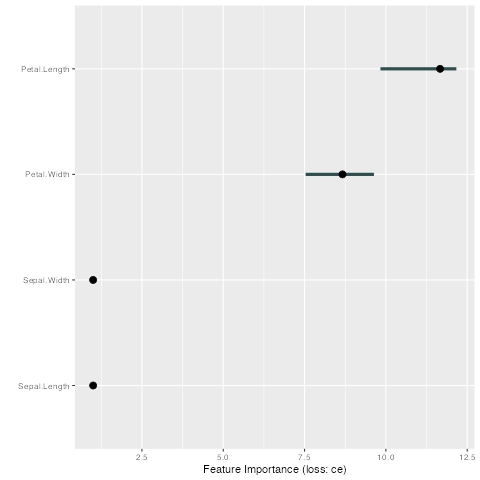 Petal.Length
Petal.Width
Sepal.Width
Sepal.Length
2.5 5.0 7.5 10.0 12.5
Feature Importance (loss: ce)